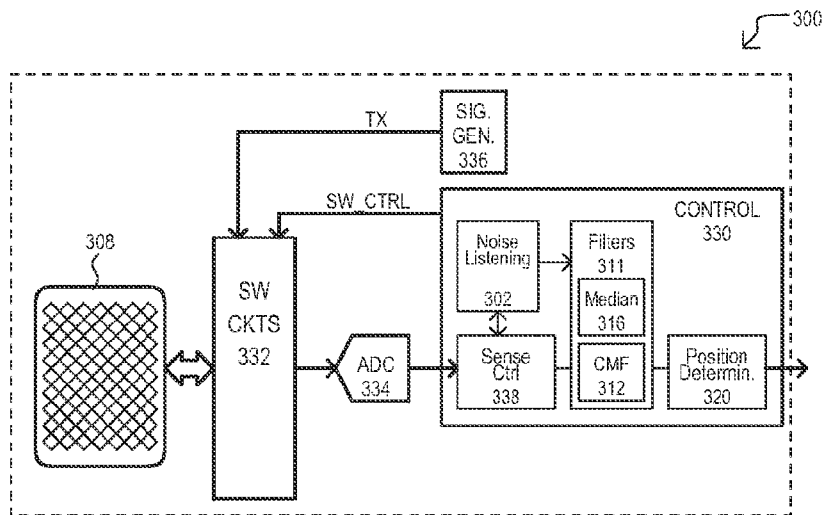 300
TX
SIG.
GEN.
336
SW_CTRL
CONTROL
330
308
SW
CKTS
332
Noise
Listening
302
Filters
311
Median
316
ADC
334
Sense
Ctrl
338
CMF
312
Position
Determin.
320